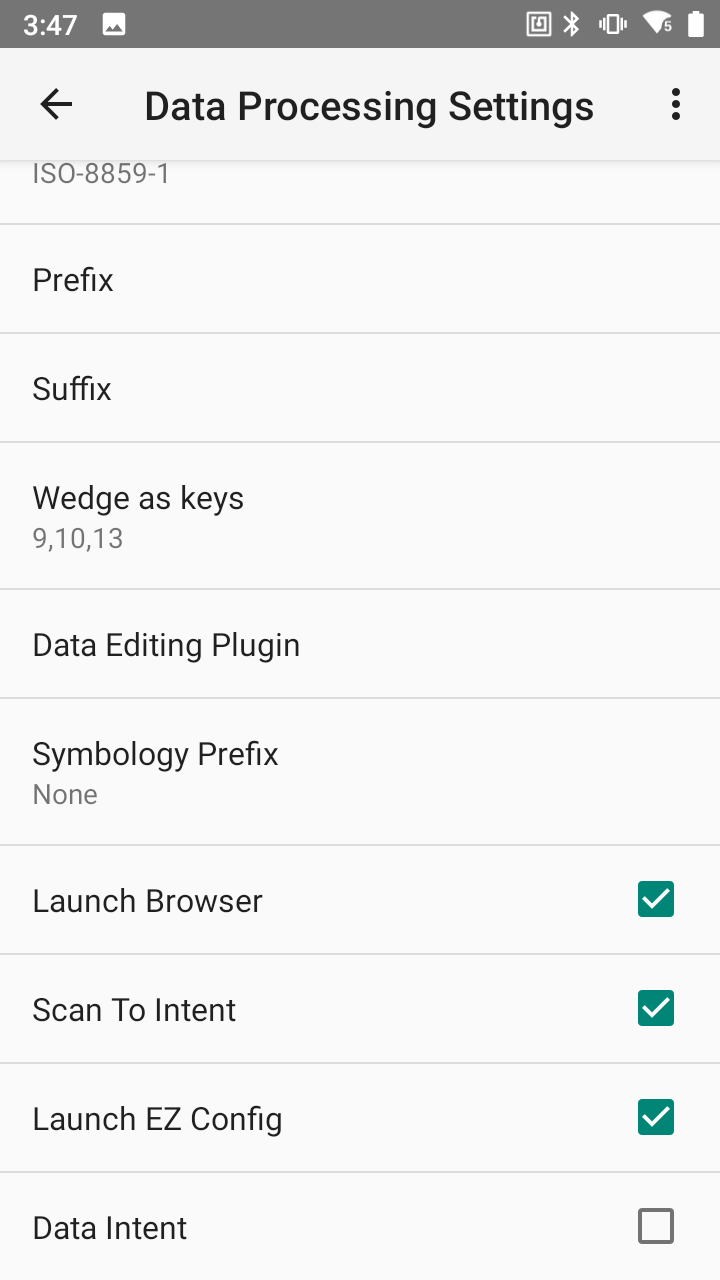 3:47
5
Data Processing Settings
ISO-8859-1
Prefix
Suffix
Wedge as keys
9,10,13
Data Editing Plugin
Symbology Prefix
None
Launch Browser
Scan To Intent
Launch EZ Config
Data Intent